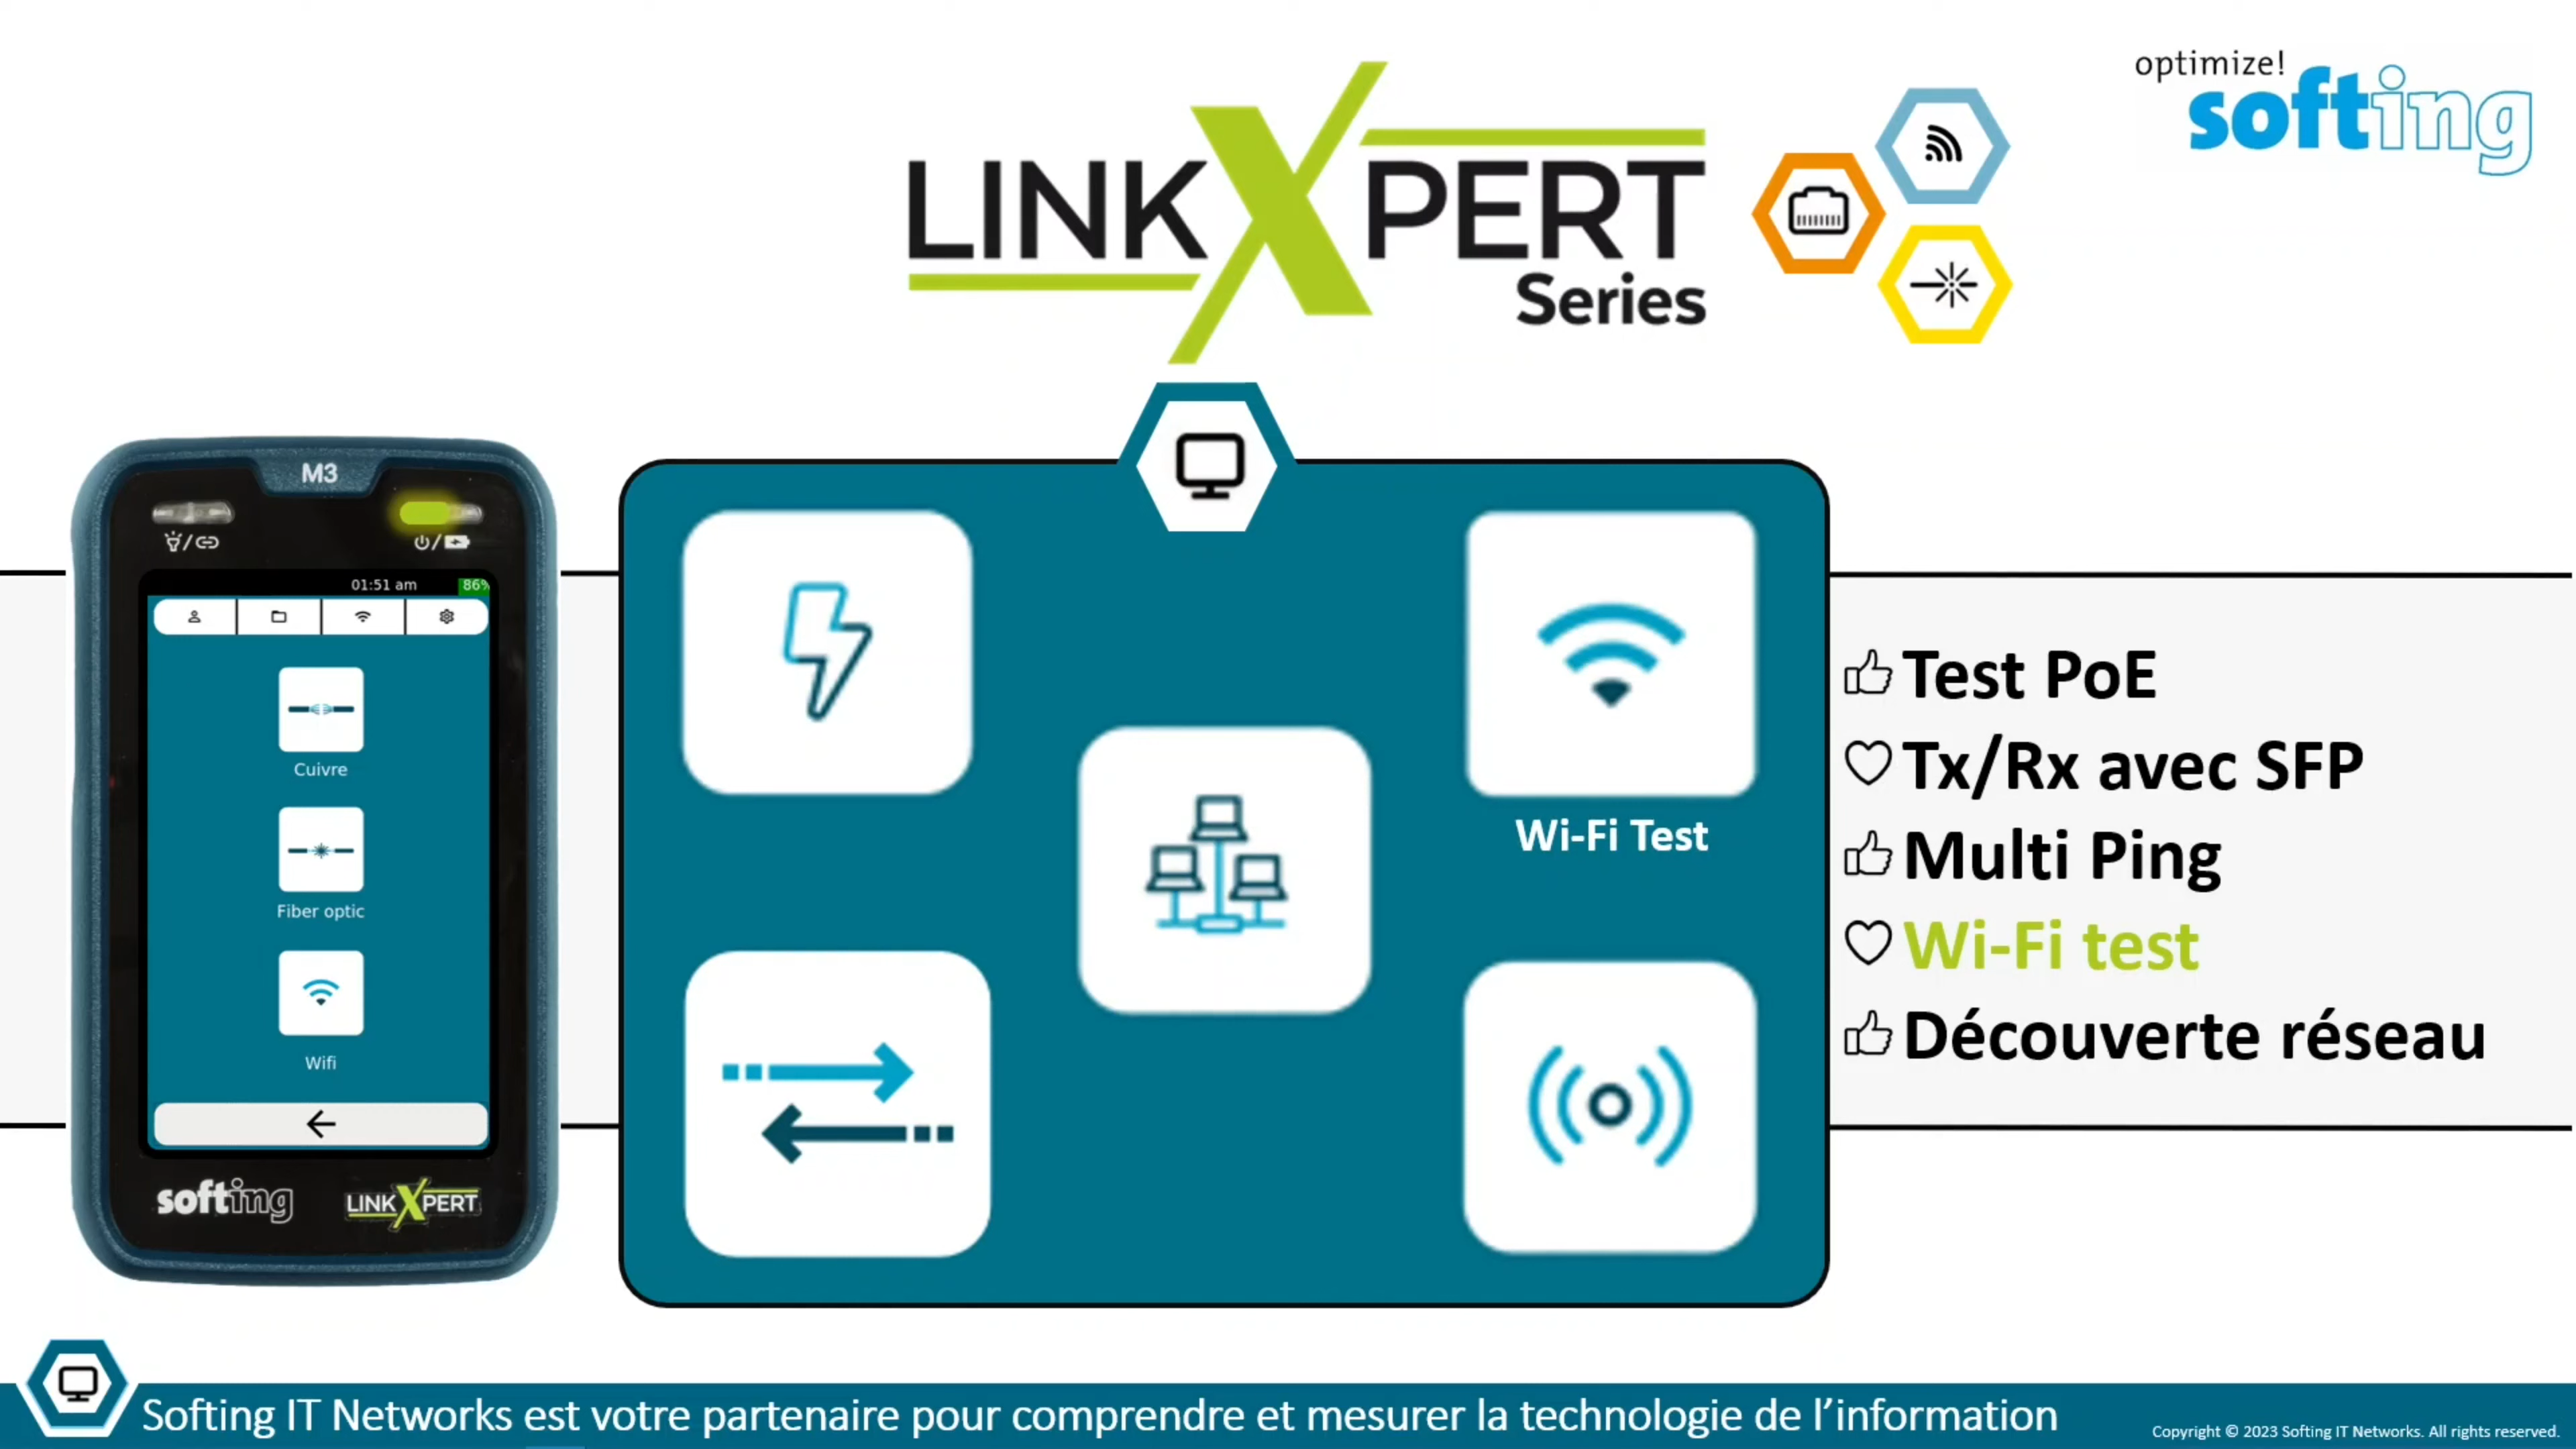 optimize!
softing
LINKXPERT
Series
M3
01:51 am 86%
Cuivre
Fiber optic
Wifi
softing LINKXPERT
Wi-Fi Test
Test PoE
Tx/Rx avec SFP
Multi Ping
Wi-Fi test
Découverte réseau
Softing IT Networks est votre partenaire pour comprendre et mesurer la technologie de l’information
Copyright © 2023 Softing IT Networks. All rights reserved.